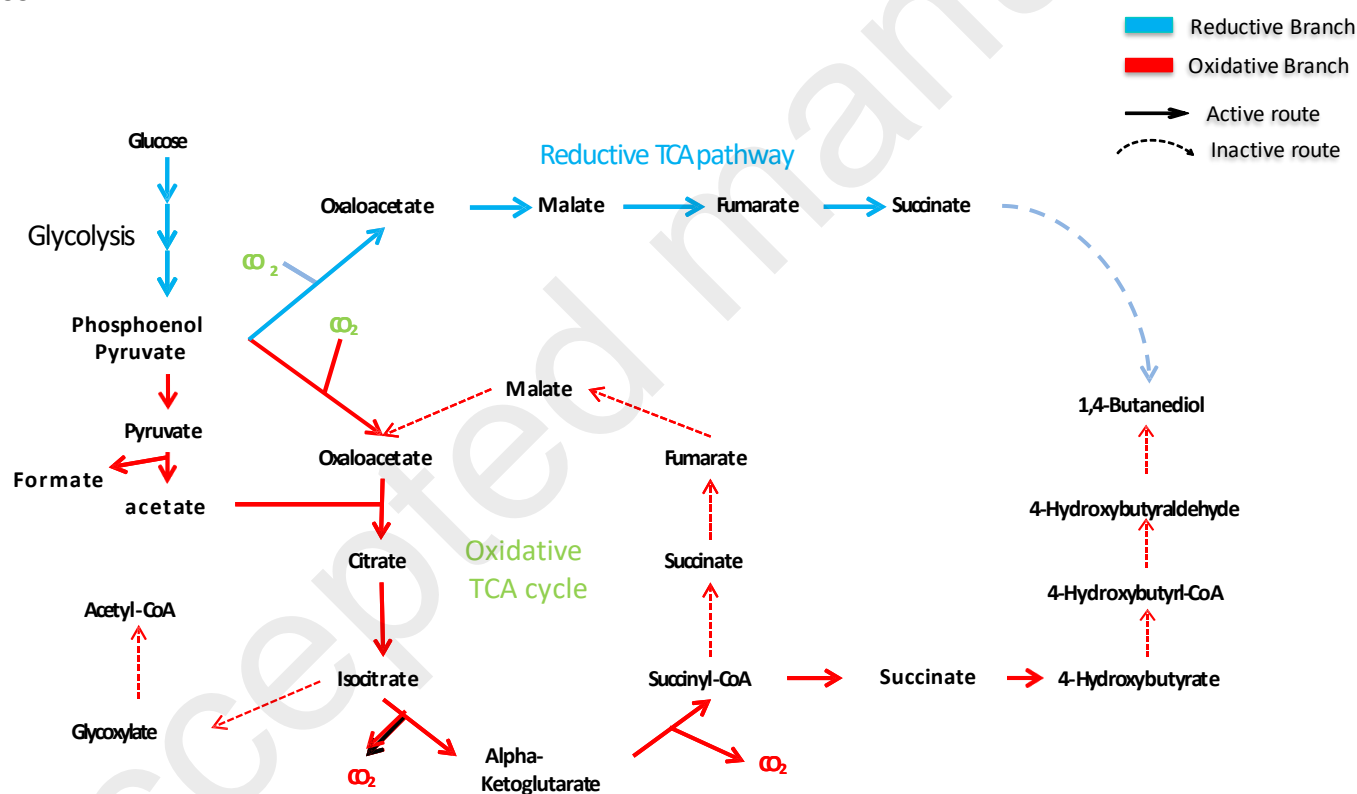 Reductive Branch
Oxidative Branch
Active route
Inactive route
Glucose
Reductive TCA pathway
Oxaloacetate
Malate
Fumarate
Succinate
Glycolysis
CO2
Phosphoenol
Pyruvate
CO2
Malate
1,4-Butanediol
Pyruvate
Oxaloacetate
Fumarate
Formate
acetate
4-Hydroxybutyraldehyde
Citrate
Oxidative
TCA cycle
Succinate
Acetyl-CoA
4-Hydroxybutyrl-CoA
Isocitrate
Succinyl-CoA
Succinate
4-Hydroxybutyrate
Glycoxylate
Alpha-
Ketoglutarate
CO2
CO2
accepted manu